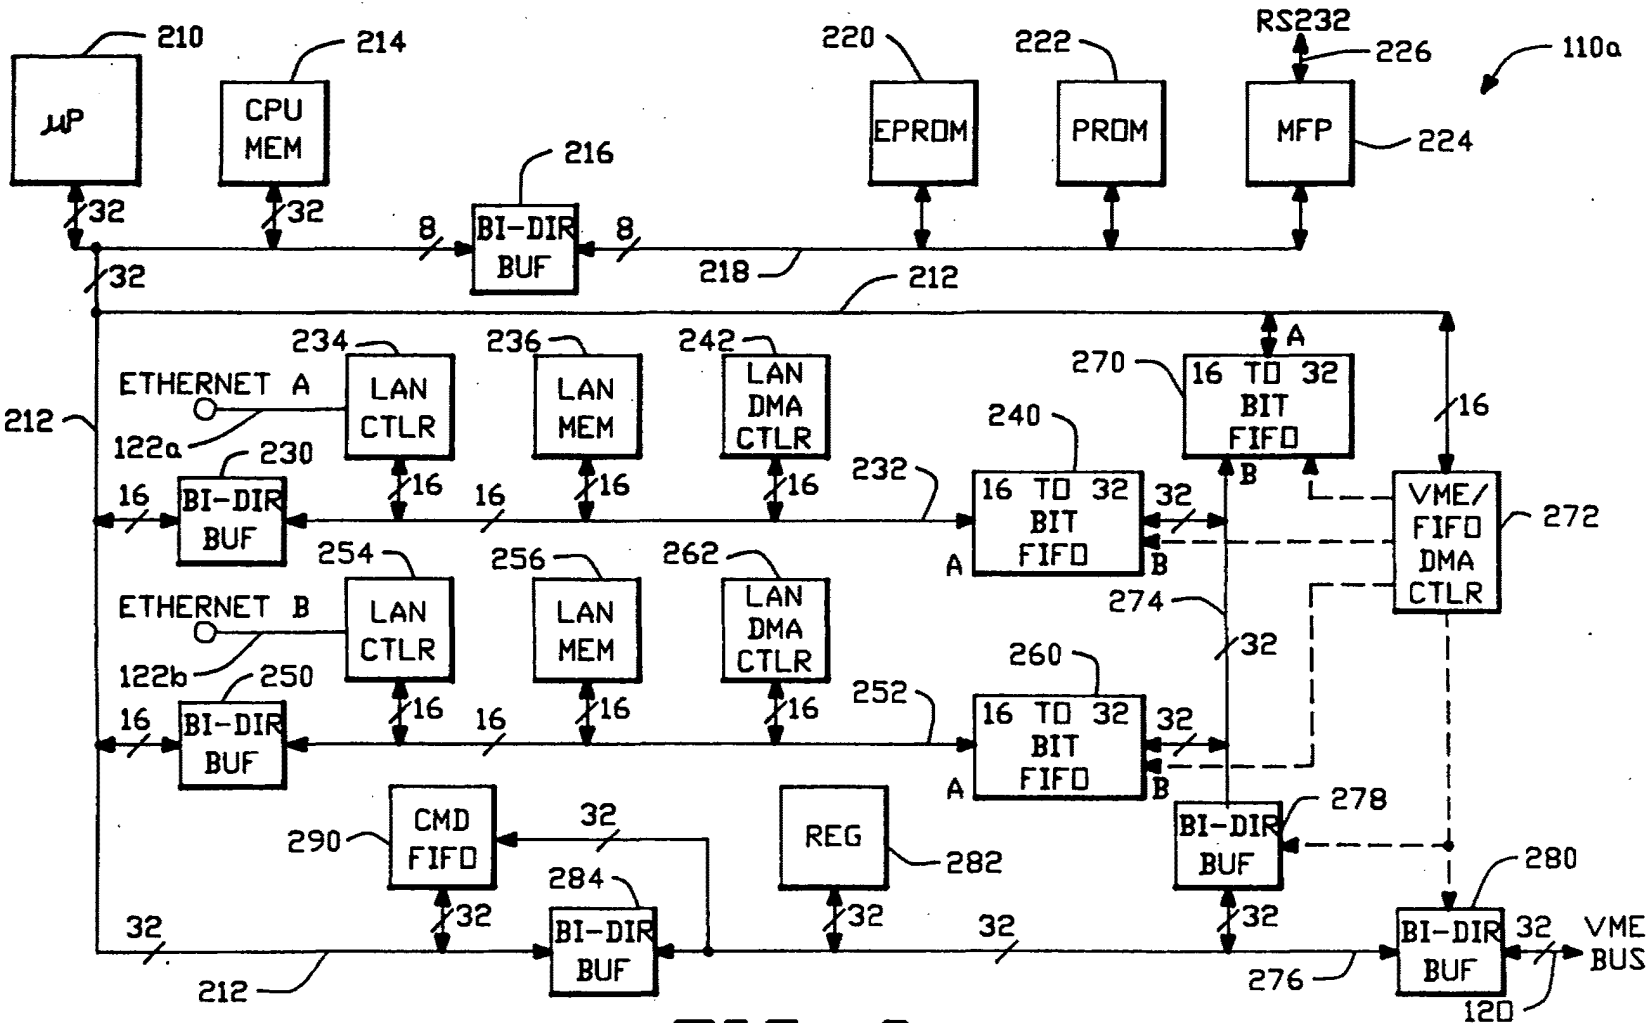 RS232
210
214
220
222
226
110a
µP
CPU
MEM
EPROM
PROM
MFP
224
216
32
32
8
BI-DIR
BUF
8
218
32
212
234
236
242
A
ETHERNET A
LAN
CTLR
LAN
MEM
LAN
DMA
CTLR
270
16 TO 32
BIT
FIFO
B
16
212
122a
230
16
16
16
240
232
16
BI-DIR
BUF
16
16 TO 32
BIT
FIFO
A
B
32
VME/
FIFO
DMA
CTLR
272
254
256
262
ETHERNET B
LAN
CTLR
LAN
MEM
LAN
DMA
CTLR
274
32
122b
250
16
16
16
260
252
16
BI-DIR
BUF
16
16 TO 32
BIT
FIFO
A
B
32
290
CMD
FIFO
32
REG
282
278
BI-DIR
BUF
280
284
32
BI-DIR
BUF
32
32
32
212
32
276
BI-DIR
BUF
32
VME
BUS
120